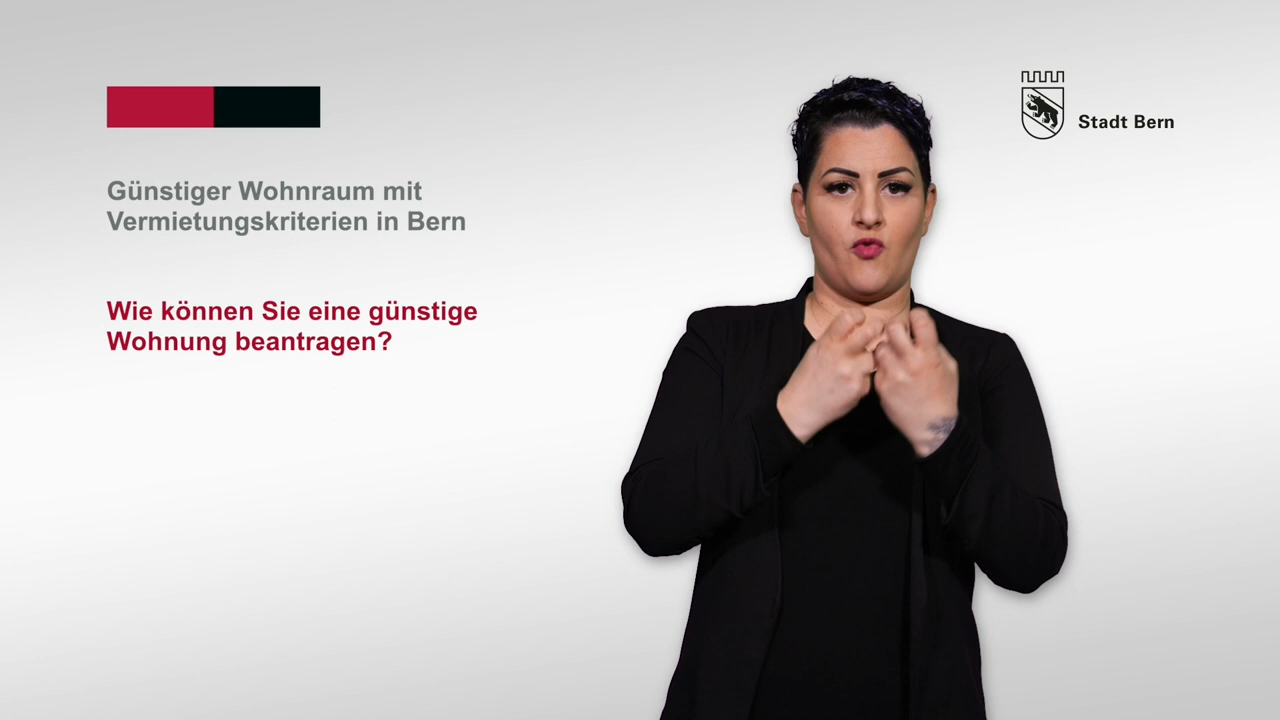 Stadt Bern
Günstiger Wohnraum mit
Vermietungskriterien in Bern
Wie können Sie eine günstige
Wohnung beantragen?